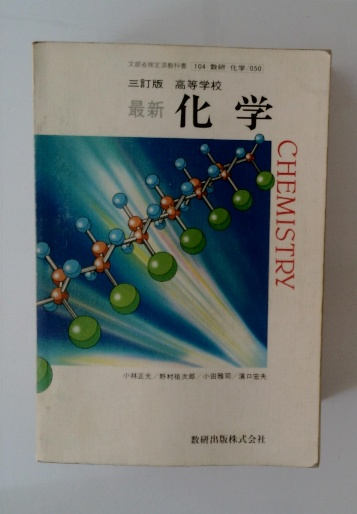 文部省検定済教科書 104 数研 化学 050
三訂版 高等学校
最新 化学
CHEMISTRY
小林正光/野村祐次郎/小田雅司/濱口宏夫
数研出版株式会社